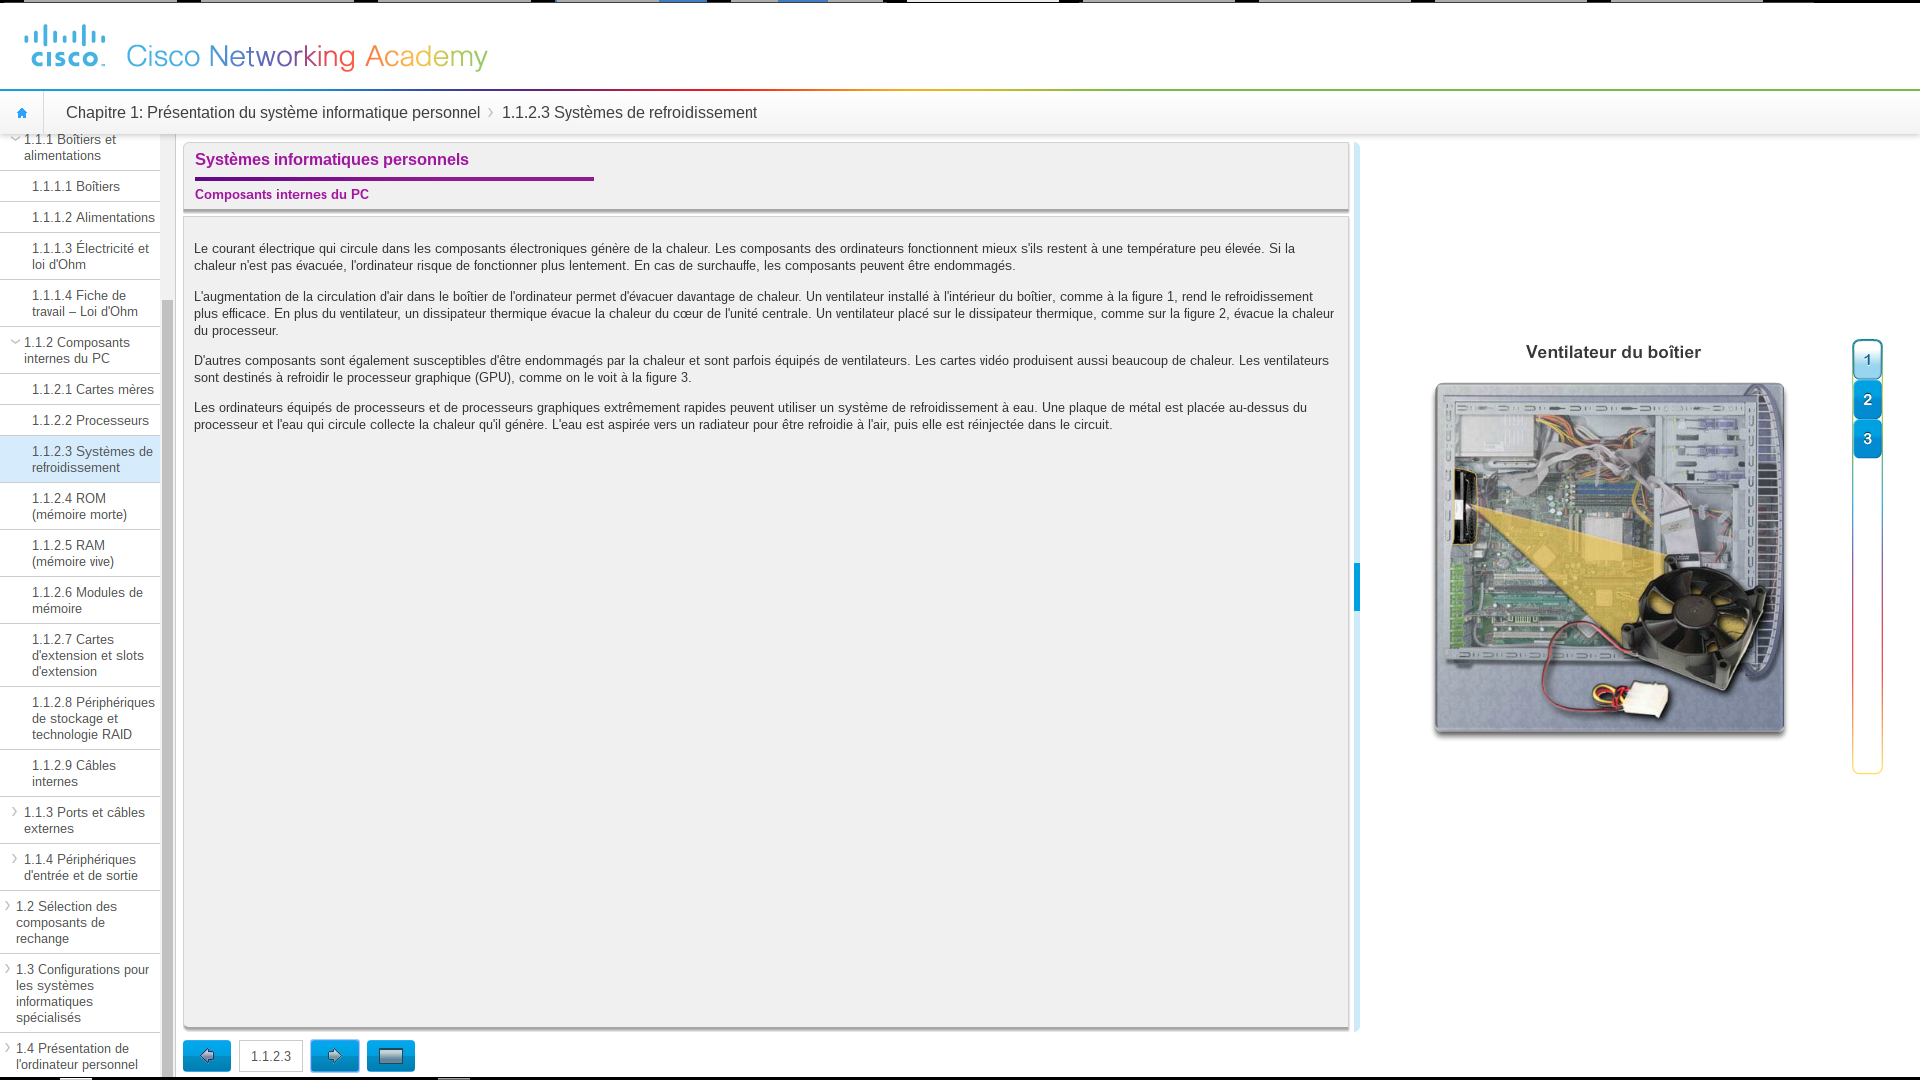 cisco
Cisco Networking Academy
Chapitre 1: Présentation du système informatique personnel
1.1.2.3 Systèmes de refroidissement
1.1.1 Boîtiers et
alimentations
1.1.1.1 Boîtiers
1.1.1.2 Alimentations
1.1.1.3 Électricité et
loi d'Ohm
1.1.1.4 Fiche de
travail – Loi d'Ohm
1.1.2 Composants
internes du PC
1.1.2.1 Cartes mères
1.1.2.2 Processeurs
1.1.2.3 Systèmes de
refroidissement
1.1.2.4 ROM
(mémoire morte)
1.1.2.5 RAM
(mémoire vive)
1.1.2.6 Modules de
mémoire
1.1.2.7 Cartes
d'extension et slots
d'extension
1.1.2.8 Périphériques
de stockage et
technologie RAID
1.1.2.9 Câbles
internes
1.1.3 Ports et câbles
externes
1.1.4 Périphériques
d'entrée et de sortie
1.2 Sélection des
composants de
rechange
1.3 Configurations pour
les systèmes
informatiques
spécialisés
1.4 Présentation de
l'ordinateur personnel
Systèmes informatiques personnels
Composants internes du PC
Le courant électrique qui circule dans les composants électroniques génère de la chaleur. Les composants des ordinateurs fonctionnent mieux s'ils restent à une température peu élevée. Si la
chaleur n'est pas évacuée, l'ordinateur risque de fonctionner plus lentement. En cas de surchauffe, les composants peuvent être endommagés.
L'augmentation de la circulation d'air dans le boîtier de l'ordinateur permet d'évacuer davantage de chaleur. Un ventilateur installé à l'intérieur du boîtier, comme à la figure 1, rend le refroidissement
plus efficace. En plus du ventilateur, un dissipateur thermique évacue la chaleur du cœur de l'unité centrale. Un ventilateur placé sur le dissipateur thermique, comme sur la figure 2, évacue la chaleur
du processeur.
D'autres composants sont également susceptibles d'être endommagés par la chaleur et sont parfois équipés de ventilateurs. Les cartes vidéo produisent aussi beaucoup de chaleur. Les ventilateurs
sont destinés à refroidir le processeur graphique (GPU), comme on le voit à la figure 3.
Les ordinateurs équipés de processeurs et de processeurs graphiques extrêmement rapides peuvent utiliser un système de refroidissement à eau. Une plaque de métal est placée au-dessus du
processeur et l'eau qui circule collecte la chaleur qu'il génère. L'eau est aspirée vers un radiateur pour être refroidie à l'air, puis elle est réinjectée dans le circuit.
1.1.2.3
Ventilateur du boîtier
1
2
3